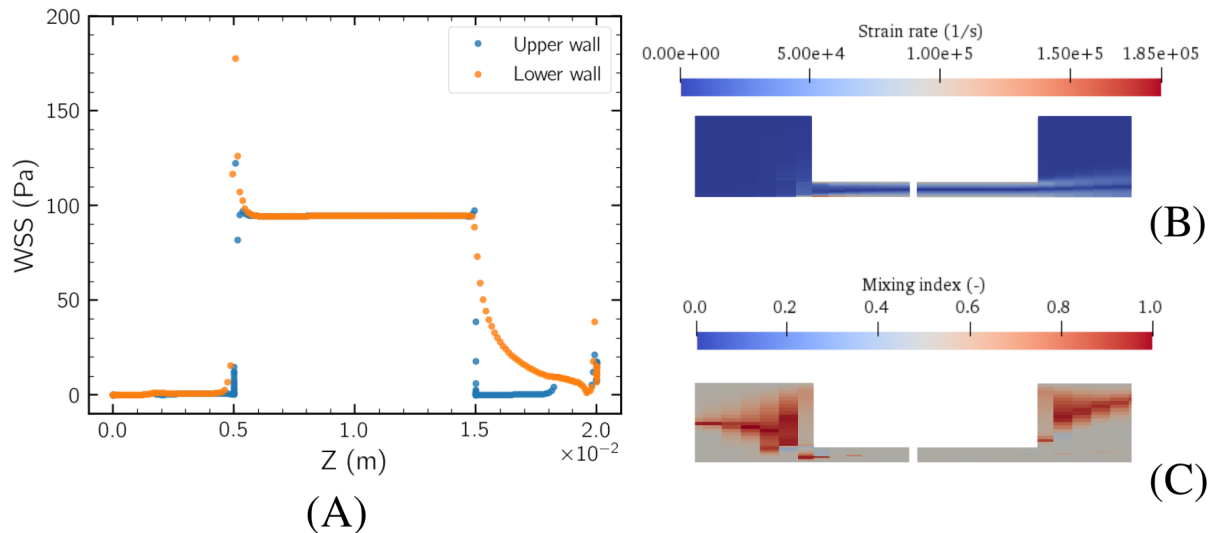 200
150
100
50
0
WSS (Pa)
Upper wall
Lower wall
0.0 0.5 1.0 1.5 2.0
Z (m)
×10⁻²
(A)
Strain rate (1/s)
0.00e+00 5.00e+4 1.00e+5 1.50e+5 1.85e+05
(B)
Mixing index (-)
0.0 0.2 0.4 0.6 0.8 1.0
(C)